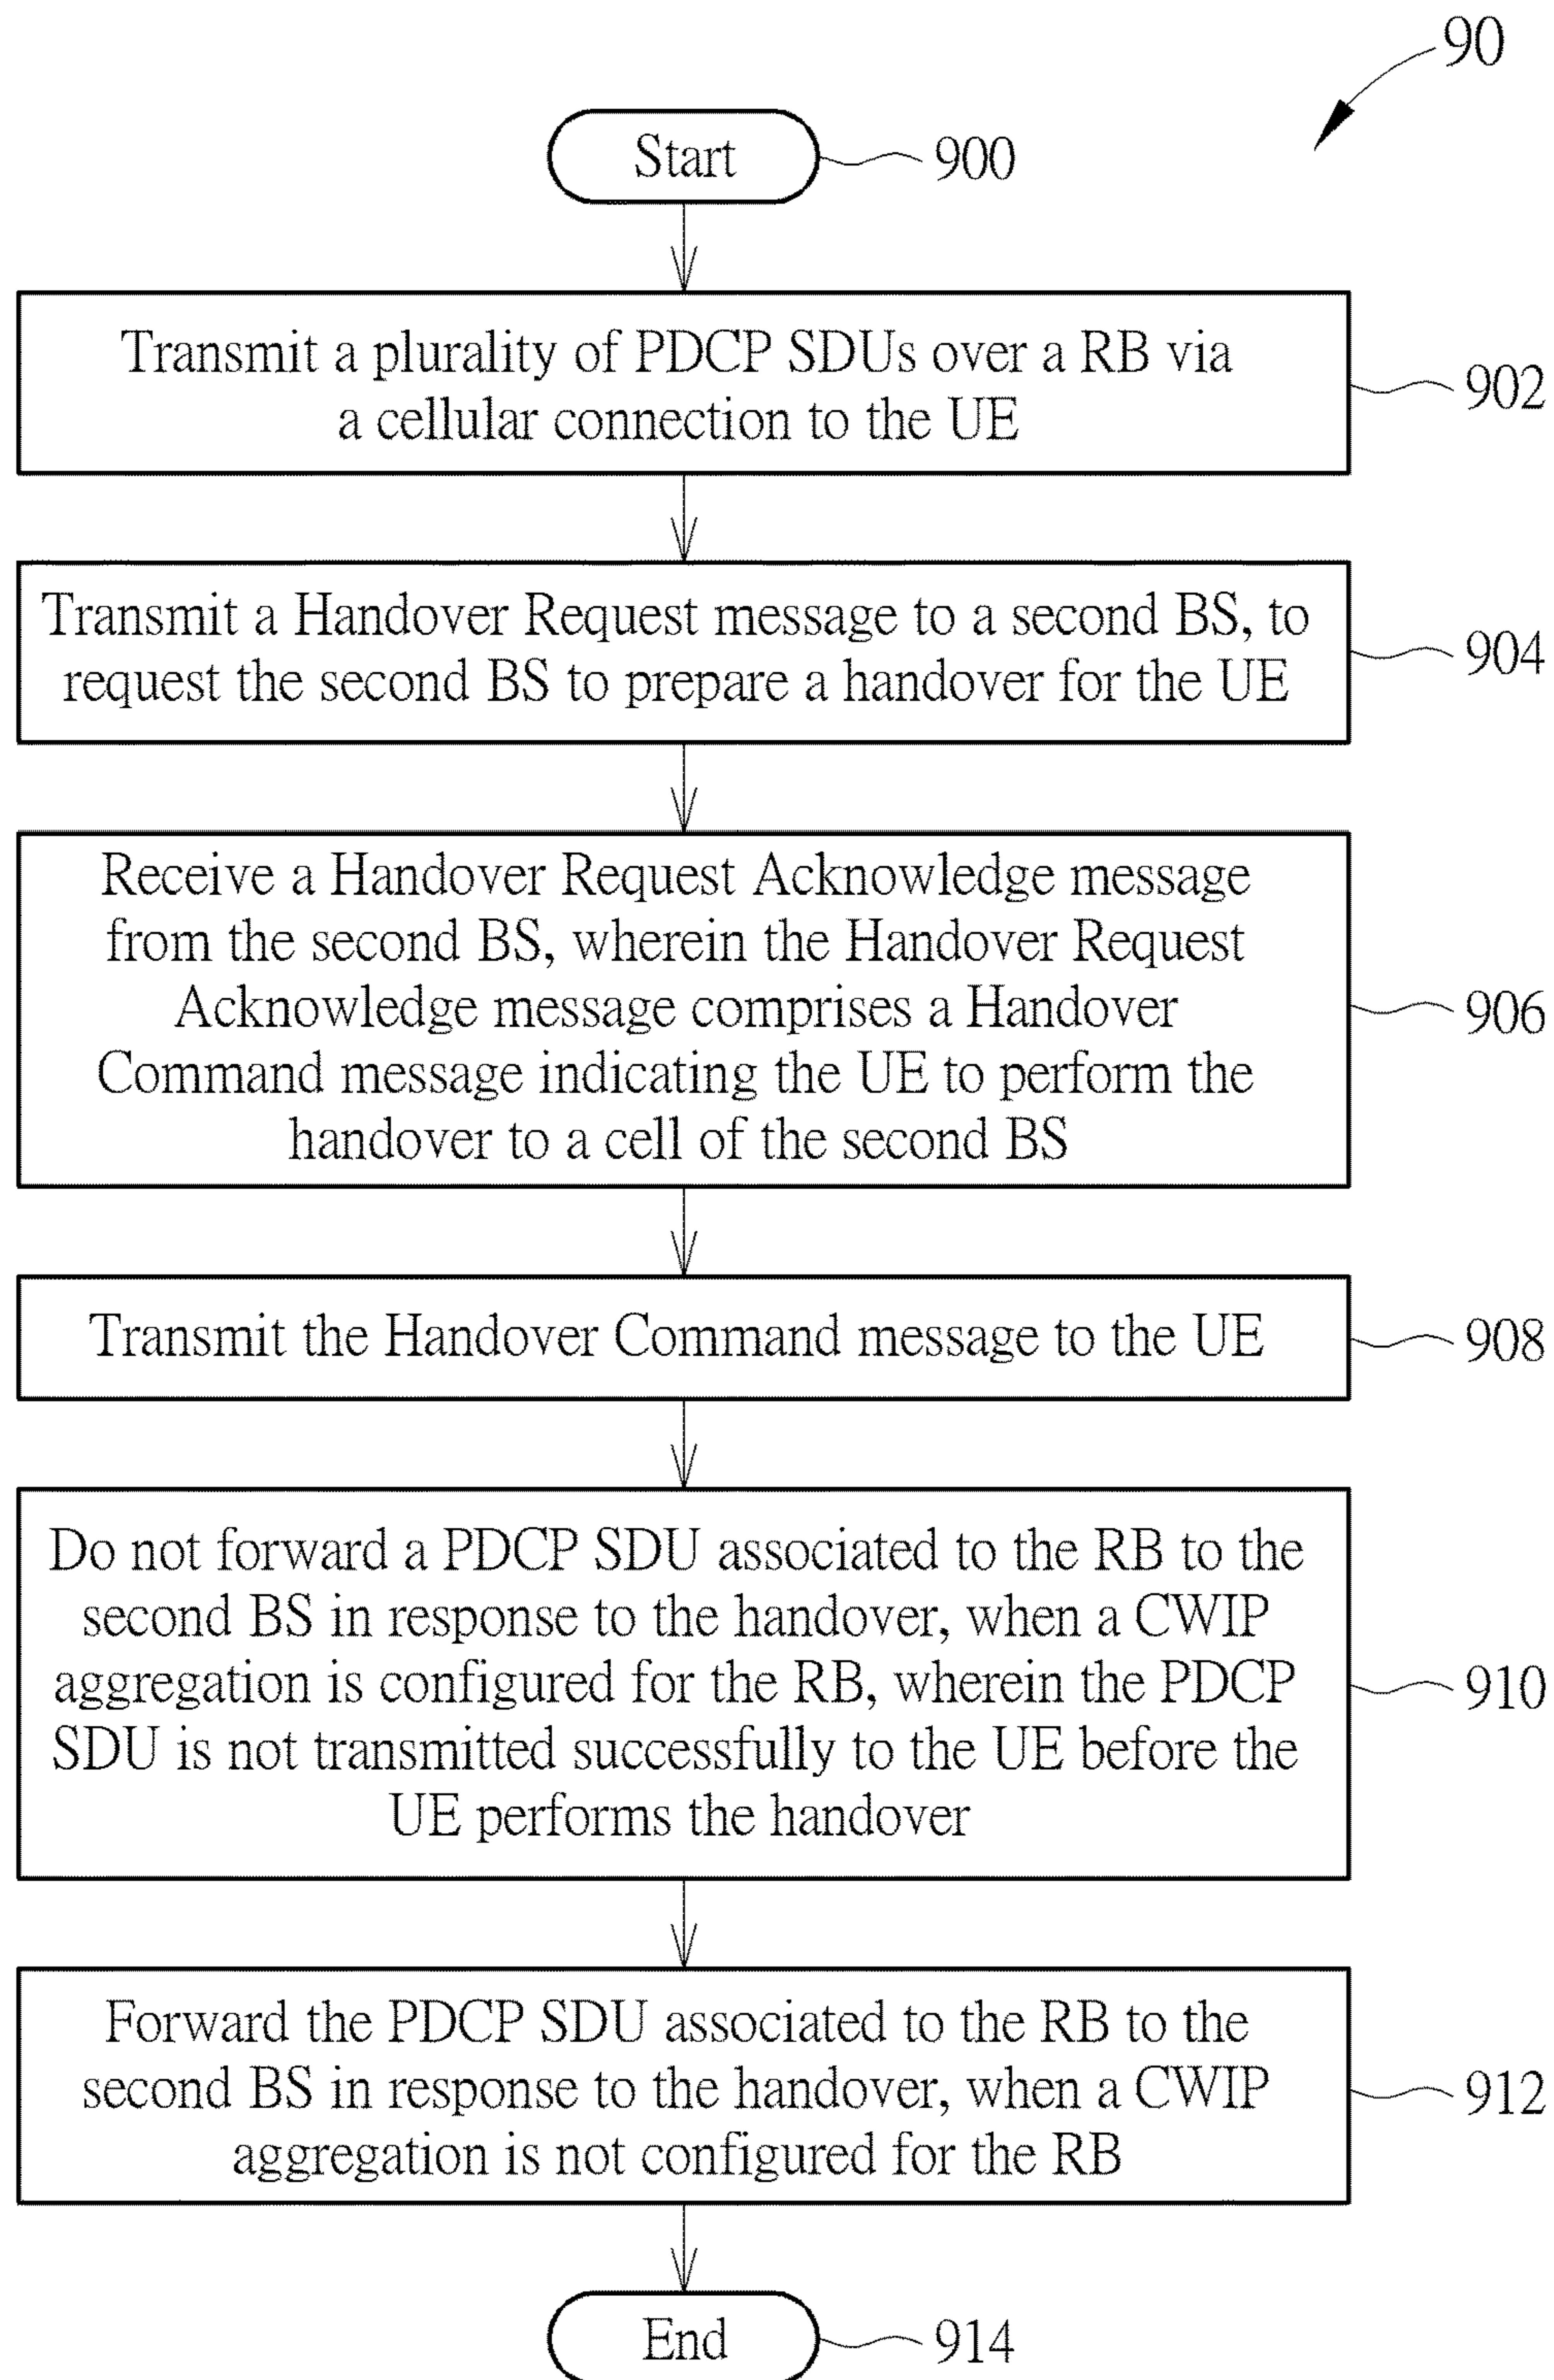 90
Start
900
Transmit a plurality of PDCP SDUs over a RB via
a cellular connection to the UE
902
Transmit a Handover Request message to a second BS, to
request the second BS to prepare a handover for the UE
904
Receive a Handover Request Acknowledge message
from the second BS, wherein the Handover Request
Acknowledge message comprises a Handover
Command message indicating the UE to perform the
handover to a cell of the second BS
906
Transmit the Handover Command message to the UE
908
Do not forward a PDCP SDU associated to the RB to the
second BS in response to the handover, when a CWIP
aggregation is configured for the RB, wherein the PDCP
SDU is not transmitted successfully to the UE before the
UE performs the handover
910
Forward the PDCP SDU associated to the RB to the
second BS in response to the handover, when a CWIP
aggregation is not configured for the RB
912
End
914